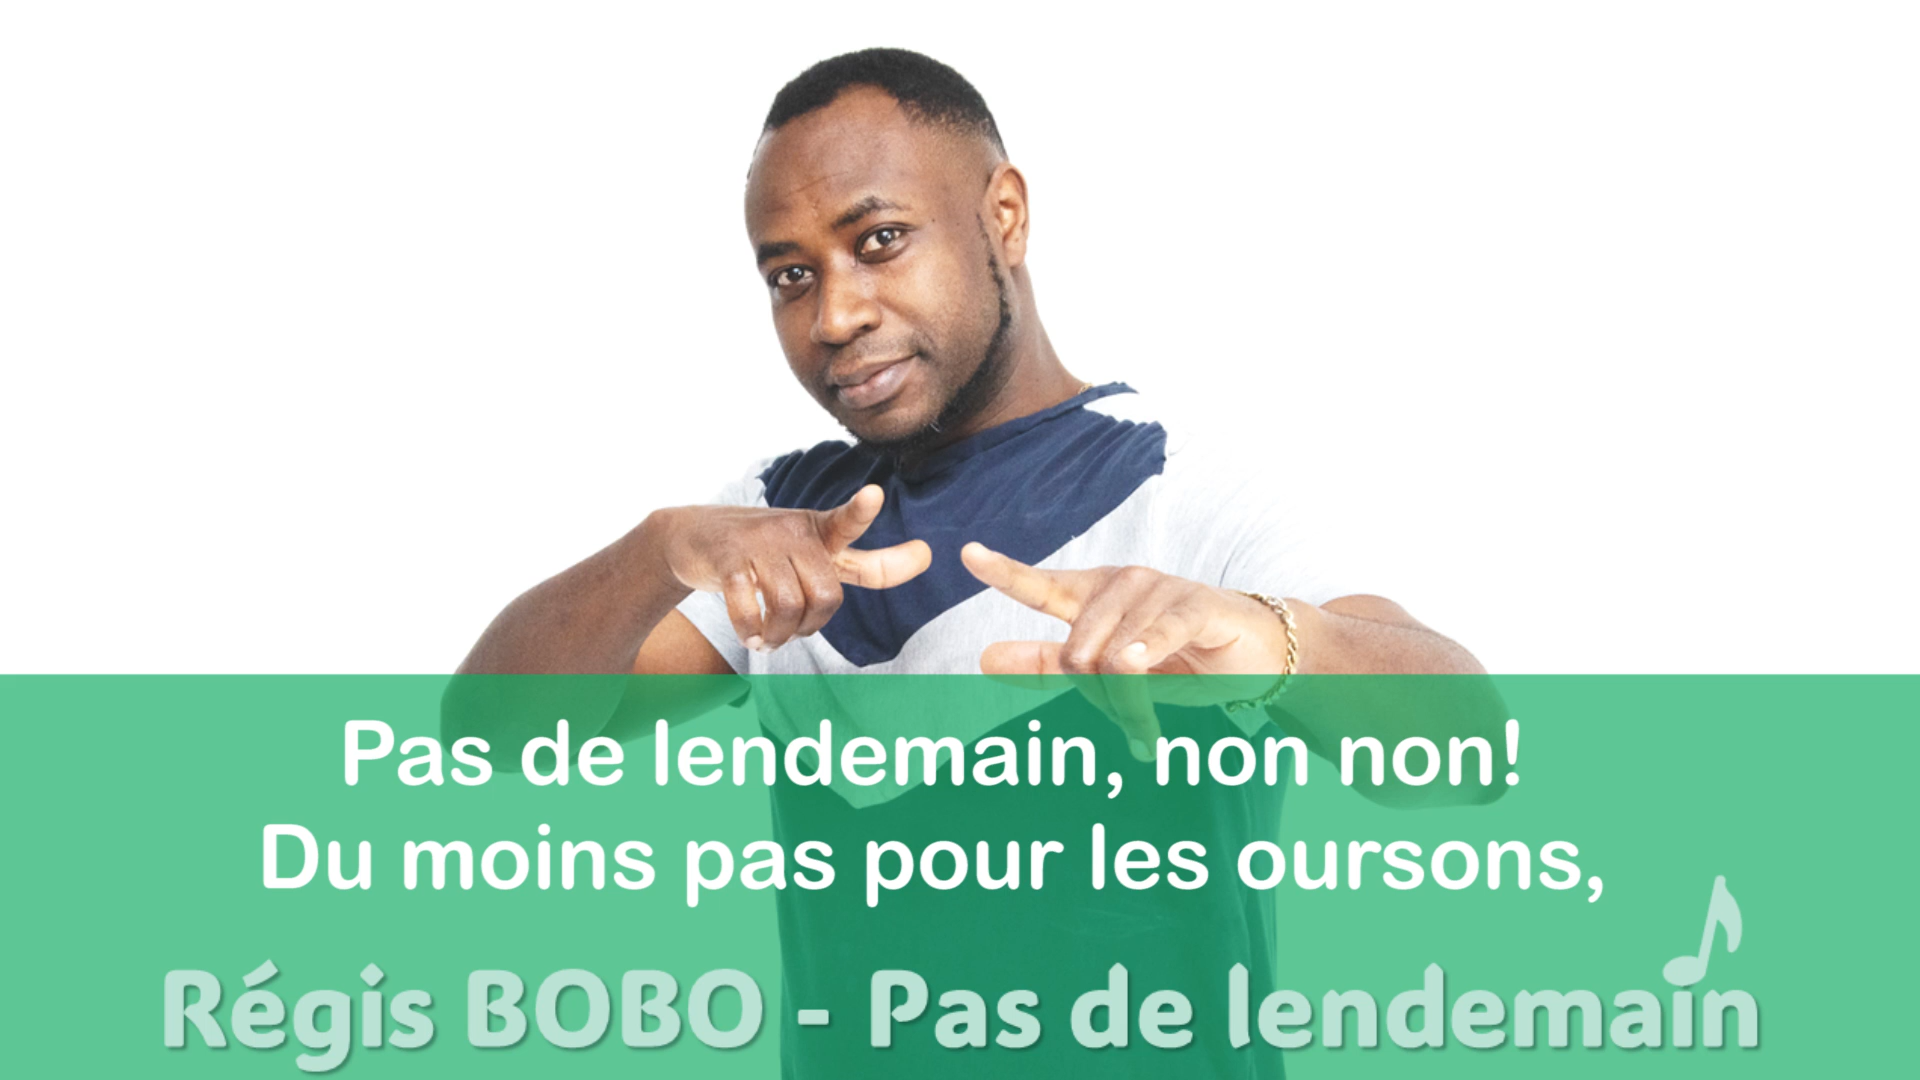 Pas de lendemain, non non!
Du moins pas pour les oursons,
Régis BOBO - Pas de lendemain